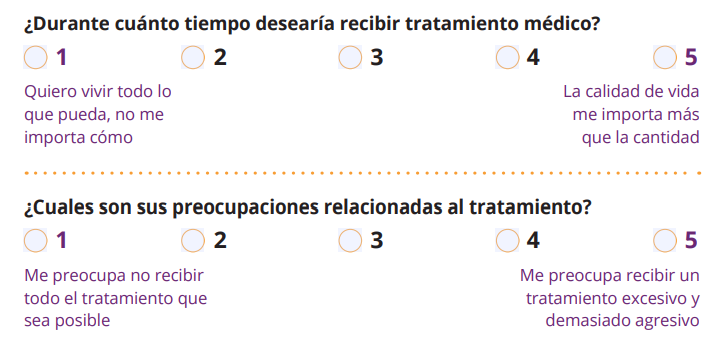 ¿Durante cuánto tiempo desearía recibir tratamiento médico?
1 2 3 4 5
Quiero vivir todo lo
que pueda, no me
importa cómo
La calidad de vida
me importa más
que la cantidad
¿Cuales son sus preocupaciones relacionadas al tratamiento?
1 2 3 4 5
Me preocupa no recibir
todo el tratamiento que
sea posible
Me preocupa recibir un
tratamiento excesivo y
demasiado agresivo